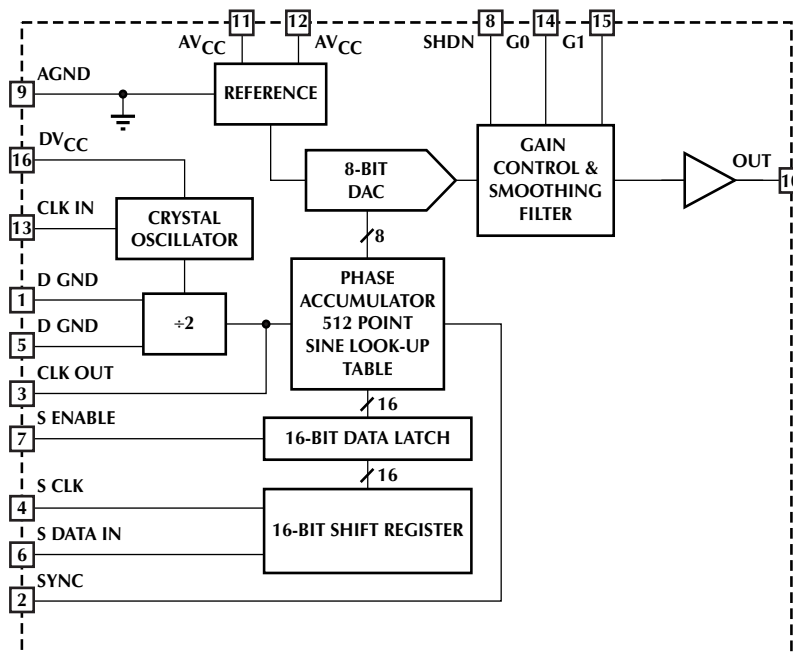 11
12
8
14
15
AVCC
AVCC
SHDN
G0
G1
AGND
9
REFERENCE
DVCC
16
GAIN
CONTROL &
SMOOTHING
FILTER
8-BIT
DAC
OUT
CLK IN
13
CRYSTAL
OSCILLATOR
8
D GND
1
÷2
D GND
5
PHASE
ACCUMULATOR
512 POINT
SINE LOOK-UP
TABLE
CLK OUT
3
16
S ENABLE
7
16-BIT DATA LATCH
16
S CLK
4
16-BIT SHIFT REGISTER
S DATA IN
6
SYNC
2